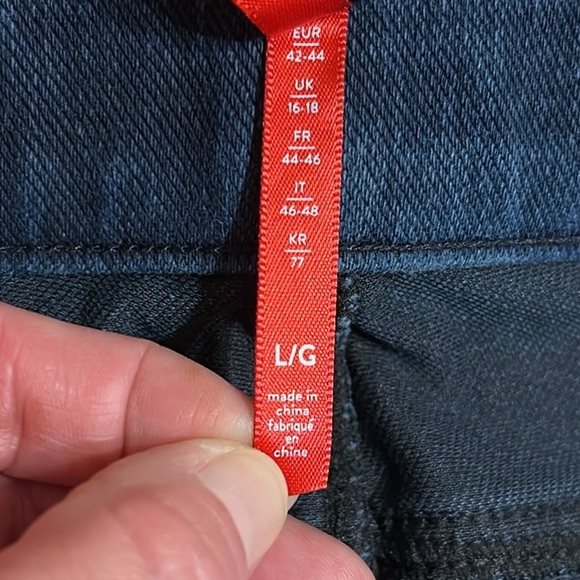 EUR
42-44
UK
16-18
FR
44-46
IT
46-48
KR
77
L/G
made in
china
fabriqué
en
chine